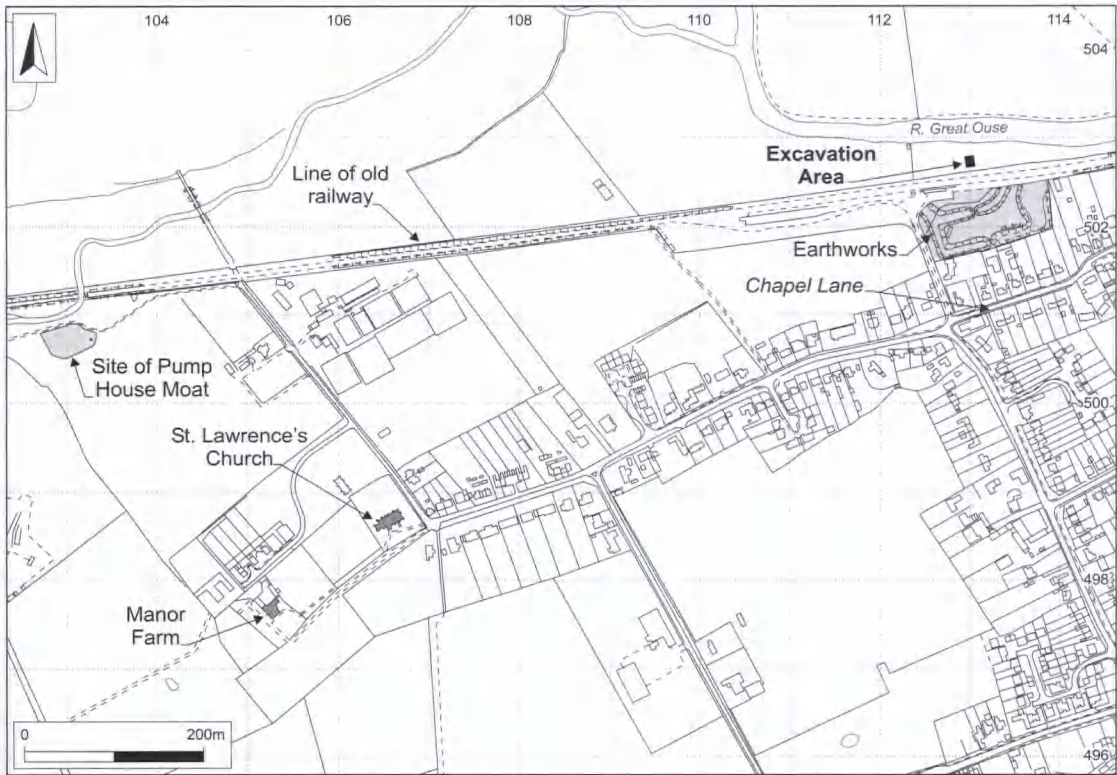 104
106
108
110
112
114
504
R. Great Ouse
Excavation
Area
Line of old
railway
502
Earthworks
Chapel Lane
Site of Pump
House Moat
500
St. Lawrence's
Church
498
Manor
Farm
0
200m
496